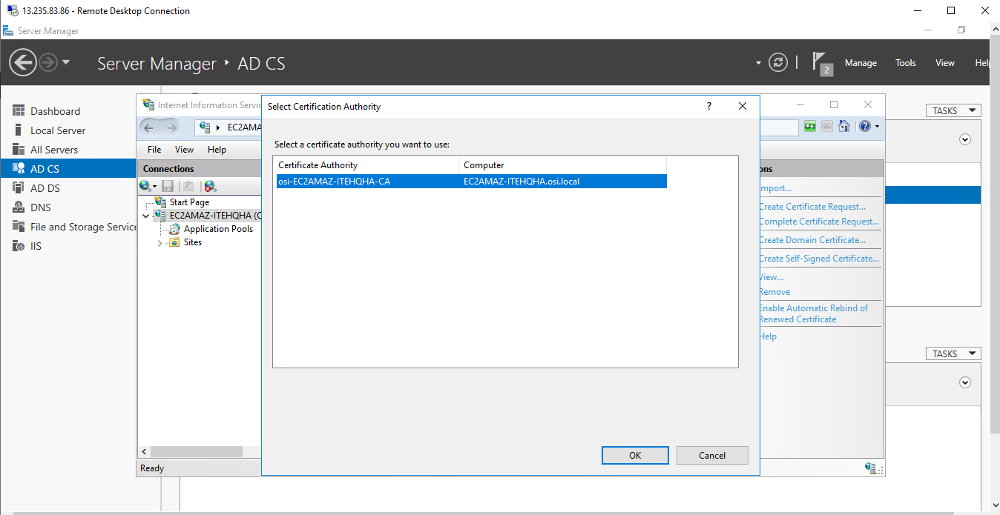 13.235.83.86 - Remote Desktop Connection
Server Manager
Server Manager AD CS
2
Manage
Tools
View
Help
Dashboard
Local Server
All Servers
AD CS
AD DS
DNS
File and Storage Service
IIS
TASKS
TASKS
Internet Information Servic
EC2AMA
File
View
Help
Connections
Start Page
EC2AMAZ-ITEHQHA (O
Application Pools
Sites
Ready
Select Certification Authority
?
Select a certificate authority you want to use:
Certificate Authority
Computer
osi-EC2AMAZ-ITEHQHA-CA
EC2AMAZ-ITEHQHA.osi.local
OK
Cancel
ons
mport...
Create Certificate Request...
Complete Certificate Request...
Create Domain Certificate...
Create Self-Signed Certificate...
View...
Remove
Enable Automatic Rebind of
Renewed Certificate
Help